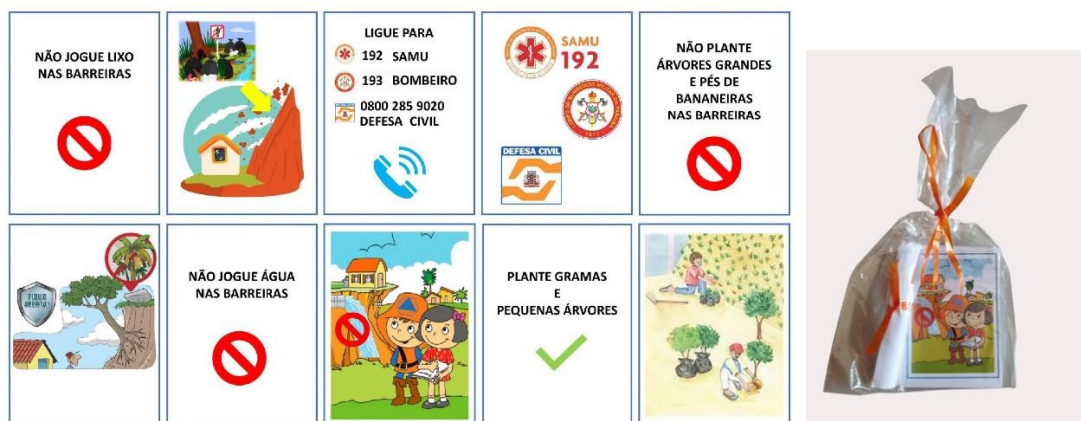 NÃO JOGUE LIXO
NAS BARREIRAS
LIGUE PARA
192 SAMU
193 BOMBEIRO
0800 285 9020
DEFESA CIVIL
SAMU
192
DEFESA CIVIL
NÃO PLANTE
ÁRVORES GRANDES
E PÉS DE
BANANEIRAS
NAS BARREIRAS
NÃO JOGUE ÁGUA
NAS BARREIRAS
PLANTE GRAMAS
E
PEQUENAS ÁRVORES